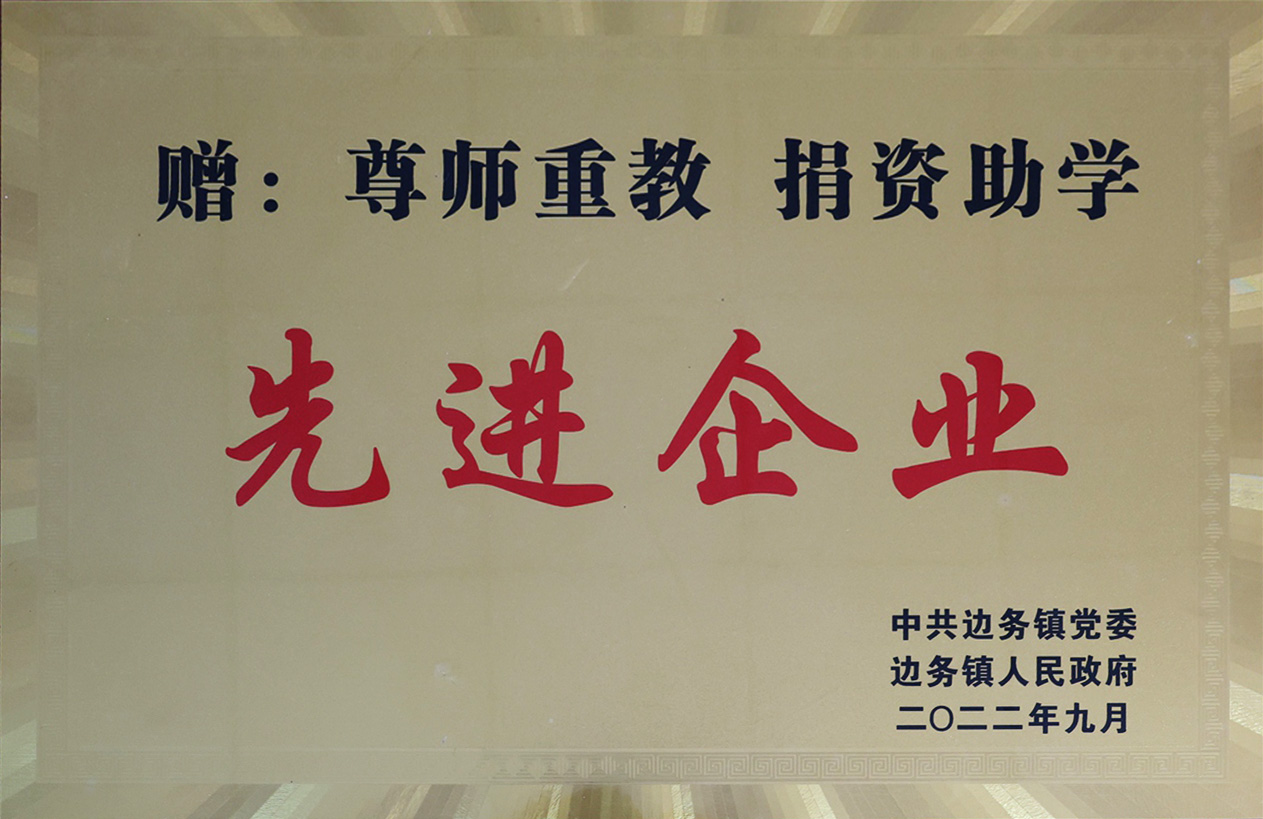 赠：尊师重教 捐资助学
先进企业
中共边务镇党委
边务镇人民政府
二〇二二年九月